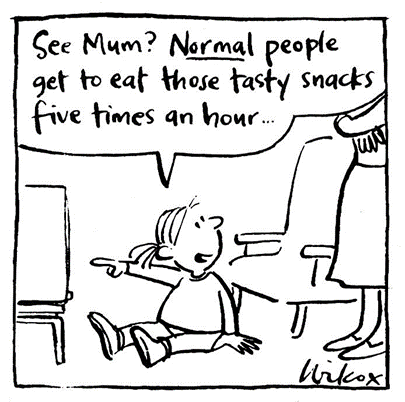 See Mum? Normal people
get to eat those tasty snacks
five times an hour...
Wilcox